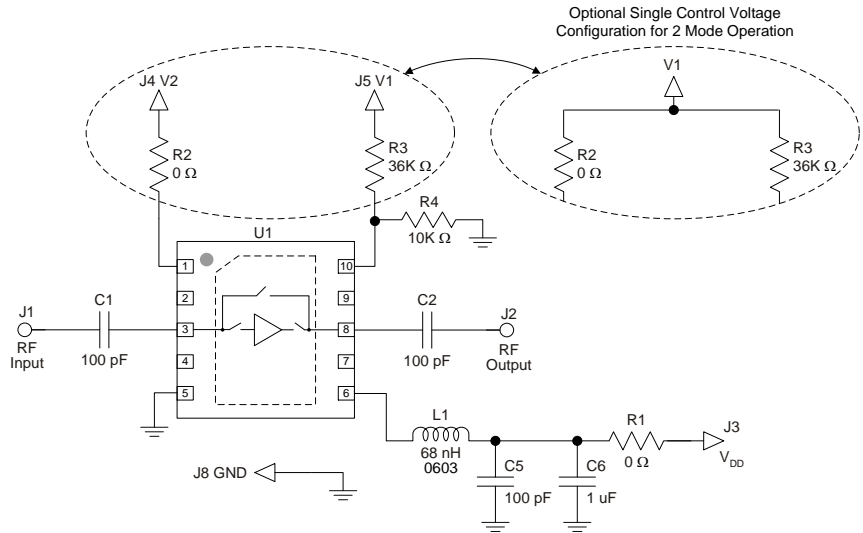 Optional Single Control Voltage
Configuration for 2 Mode Operation
J4 V2
J5 V1
V1
R2
0 Ω
R3
36K Ω
R2
0 Ω
R3
36K Ω
R4
10K Ω
U1
1
10
2
9
J1
C1
3
8
C2
J2
RF
Input
100 pF
4
7
100 pF
RF
Output
5
6
L1
68 nH
0603
R1
0 Ω
J3
VDD
J8 GND
C5
100 pF
C6
1 uF